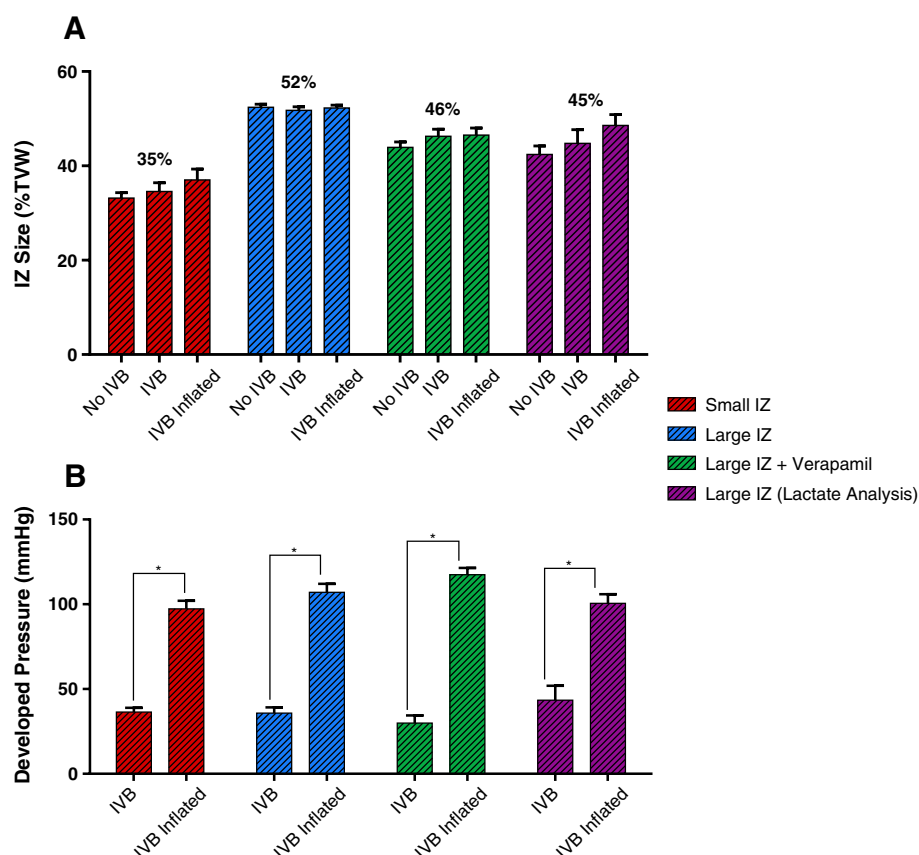 A
IZ Size (%TVW)
60
40
20
0
35%
52%
46%
45%
No IVB
IVB
IVB Inflated
No IVB
IVB
IVB Inflated
No IVB
IVB
IVB Inflated
No IVB
IVB
IVB Inflated
Small IZ
Large IZ
Large IZ + Verapamil
Large IZ (Lactate Analysis)
B
Developed Pressure (mmHg)
150
100
50
0
*
*
*
*
IVB
IVB Inflated
IVB
IVB Inflated
IVB
IVB Inflated
IVB
IVB Inflated